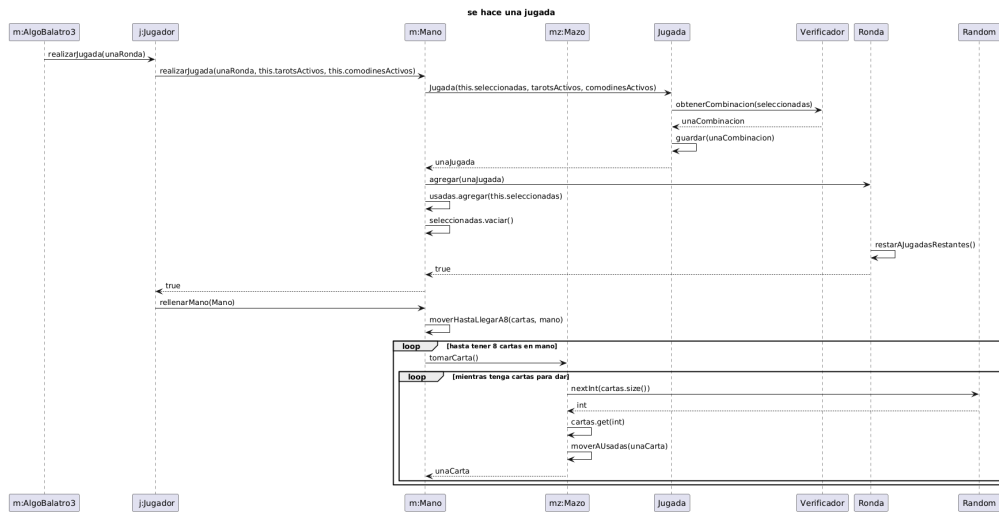 se hace una jugada
m:AlgoBalatro3 j:Jugador m:Mano mz:Mazo Jugada Verificador Ronda Random
realizarJugada(unaRonda)
realizarJugada(unaRonda, this.tarotsActivos, this.comodinesActivos)
Jugada(this.seleccionadas, tarotsActivos, comodinesActivos)
obtenerCombinacion(seleccionadas)
unaCombinacion
guardar(unaCombinacion)
unaJugada
agregar(unaJugada)
usadas.agregar(this.seleccionadas)
seleccionadas.vaciar()
restarAJugadasRestantes()
true
true
rellenarMano(Mano)
moverHastaLlegarA8(cartas, mano)
loop [hasta tener 8 cartas en mano]
tomarCarta()
loop [mientras tenga cartas para dar]
nextInt(cartas.size())
int
cartas.get(int)
moverAUsadas(unaCarta)
unaCarta
m:AlgoBalatro3 j:Jugador m:Mano mz:Mazo Jugada Verificador Ronda Random